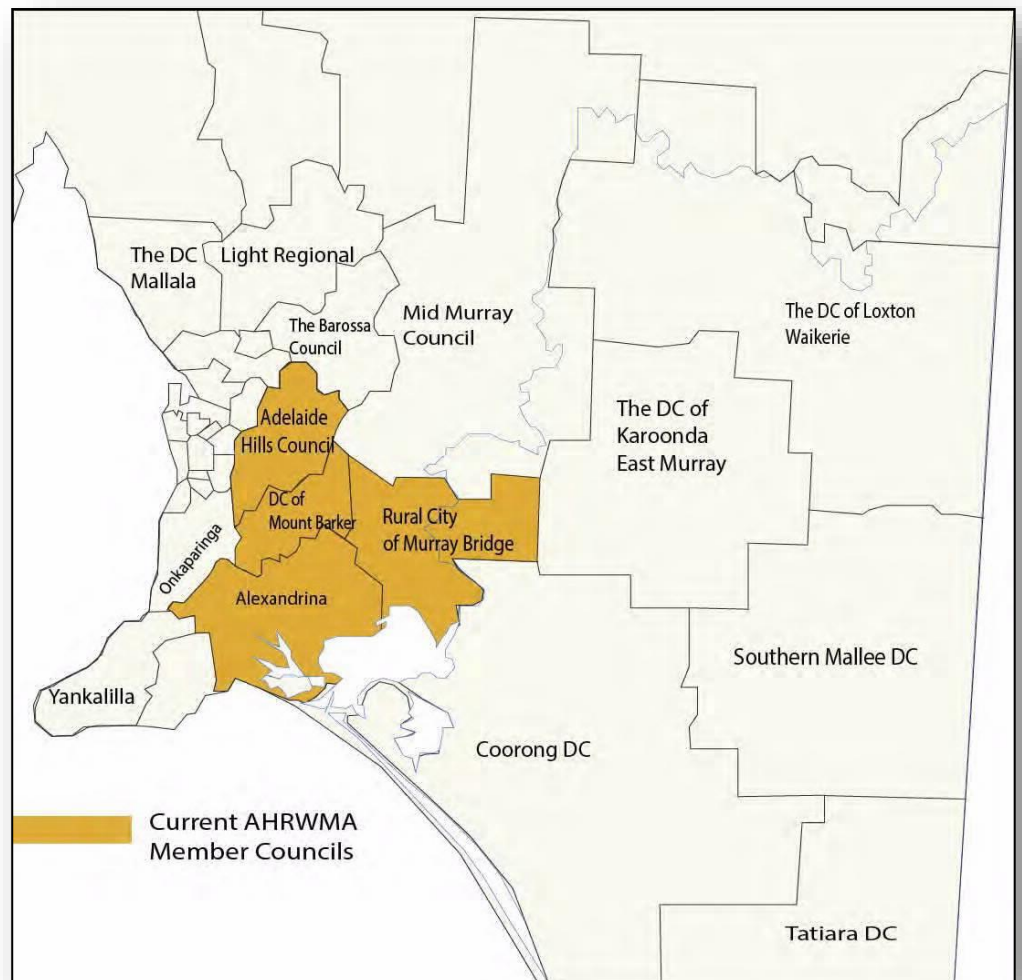 The DC
Mallala
Light Regional
The Barossa
Council
Mid Murray
Council
The DC of Loxton
Waikerie
Adelaide
Hills Council
The DC of
Karoonda
East Murray
DC of
Mount Barker
Rural City
of Murray Bridge
Onkaparinga
Alexandrina
Southern Mallee DC
Yankalilla
Coorong DC
Current AHRWMA
Member Councils
Tatiara DC